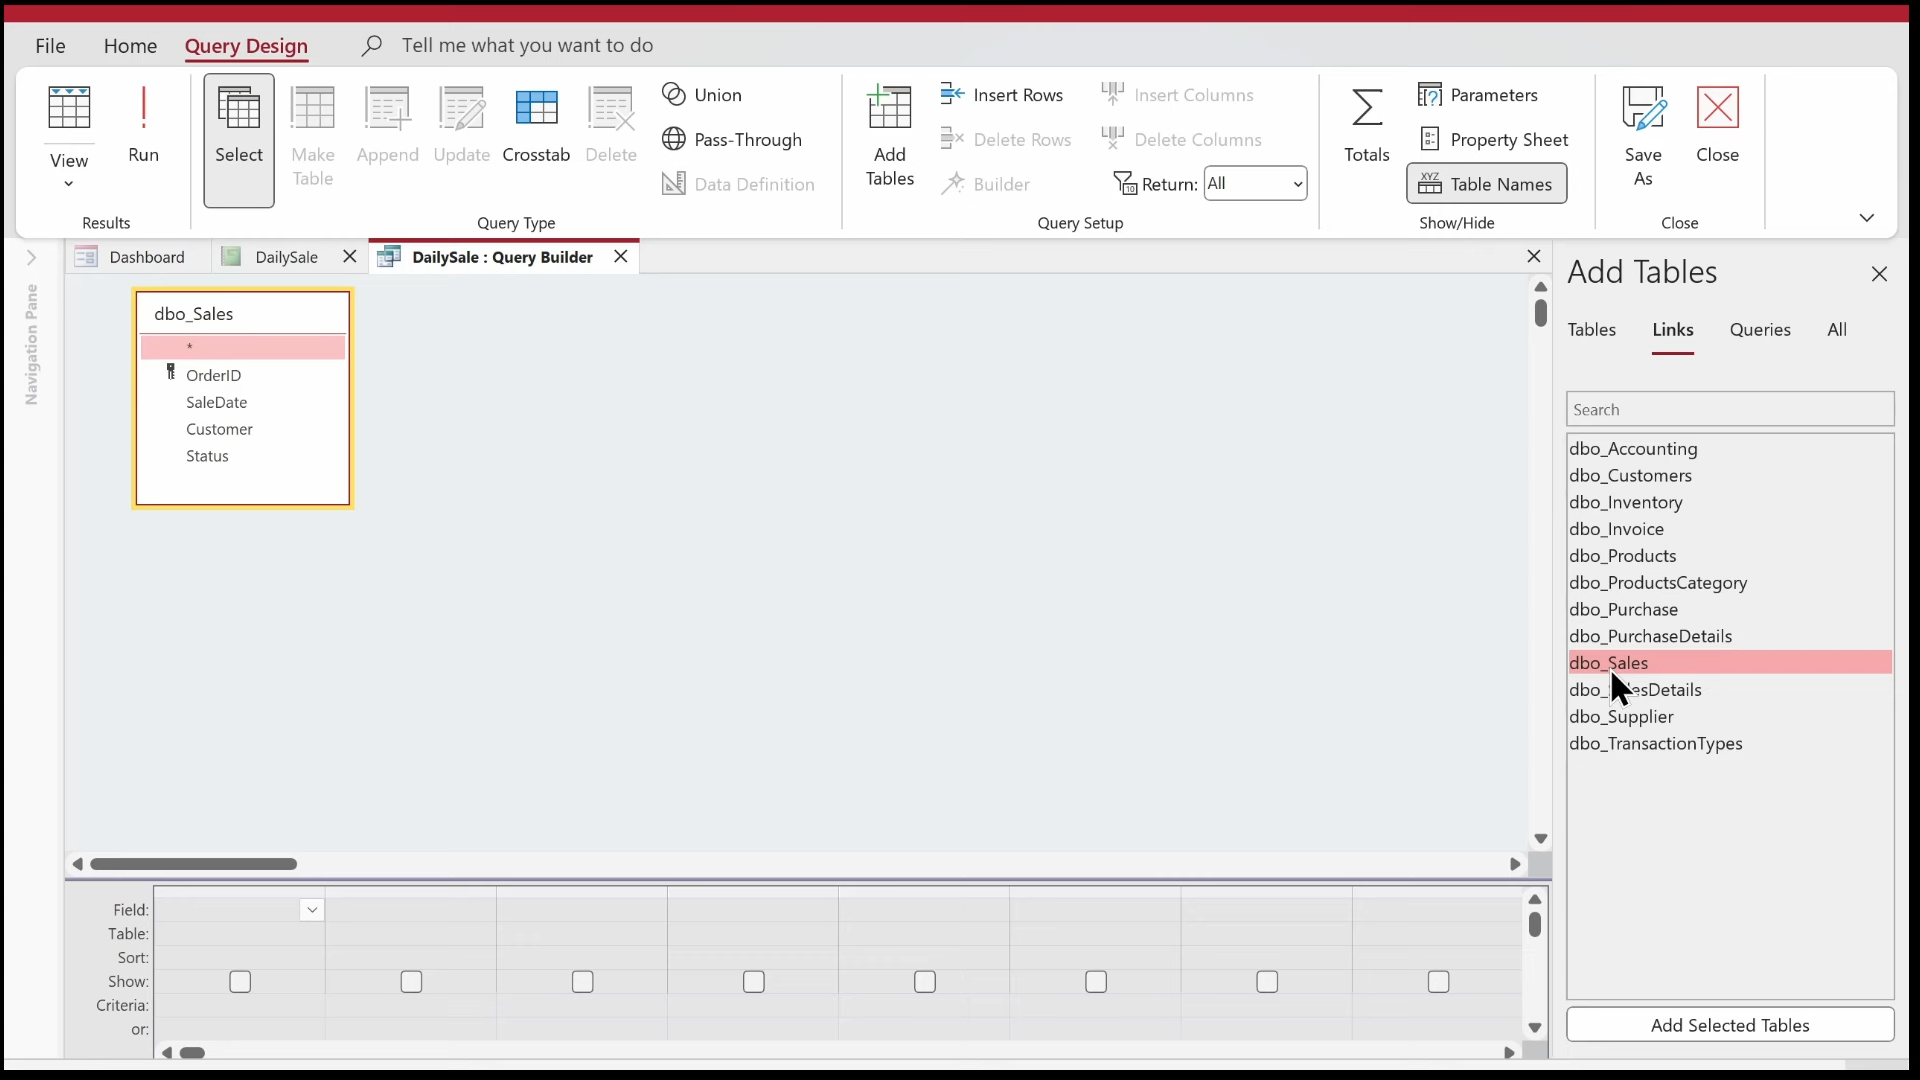 File Home Query Design Tell me what you want to do
View
Run
Select
Make
Table
Append
Update
Crosstab
Delete
Union
Pass-Through
Data Definition
Add
Tables
Insert Rows
Delete Rows
Builder
Insert Columns
Delete Columns
Return: All
Totals
Parameters
Property Sheet
XYZ Table Names
Save
As
Close
Results Query Type Query Setup Show/Hide Close
Navigation Pane
Dashboard DailySale DailySale : Query Builder
dbo_Sales
*
OrderID
SaleDate
Customer
Status
Field:
Table:
Sort:
Show:
Criteria:
or:
Add Tables
Tables Links Queries All
Search
dbo_Accounting
dbo_Customers
dbo_Inventory
dbo_Invoice
dbo_Products
dbo_ProductsCategory
dbo_Purchase
dbo_PurchaseDetails
dbo_Sales
dbo_SalesDetails
dbo_Supplier
dbo_TransactionTypes
Add Selected Tables